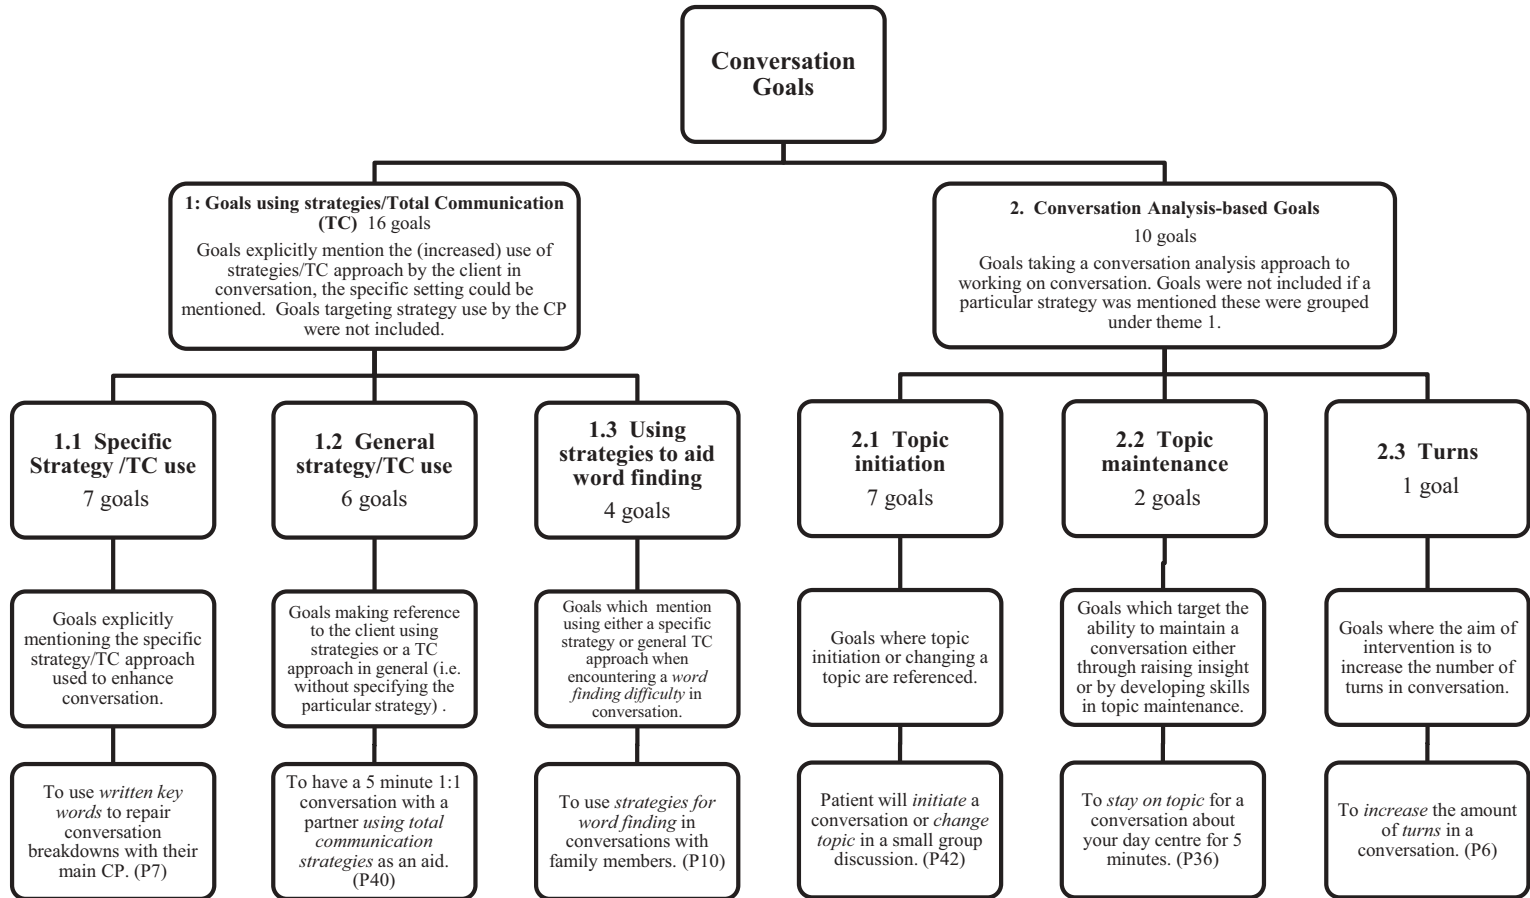 Conversation
Goals
1: Goals using strategies/Total Communication
(TC) 16 goals
Goals explicitly mention the (increased) use of
strategies/TC approach by the client in
conversation, the specific setting could be
mentioned. Goals targeting strategy use by the CP
were not included.
2. Conversation Analysis-based Goals
10 goals
Goals taking a conversation analysis approach to
working on conversation. Goals were not included if a
particular strategy was mentioned these were grouped
under theme 1.
1.1 Specific
Strategy /TC use
7 goals
1.2 General
strategy/TC use
6 goals
1.3 Using
strategies to aid
word finding
4 goals
2.1 Topic
initiation
7 goals
2.2 Topic
maintenance
2 goals
2.3 Turns
1 goal
Goals explicitly
mentioning the specific
strategy/TC approach
used to enhance
conversation.
Goals making reference
to the client using
strategies or a TC
approach in general (i.e.
without specifying the
particular strategy) .
Goals which mention
using either a specific
strategy or general TC
approach when
encountering a word
finding difficulty in
conversation.
Goals where topic
initiation or changing a
topic are referenced.
Goals which target the
ability to maintain a
conversation either
through raising insight
or by developing skills
in topic maintenance.
Goals where the aim of
intervention is to
increase the number of
turns in conversation.
To use written key
words to repair
conversation
breakdowns with their
main CP. (P7)
To have a 5 minute 1:1
conversation with a
partner using total
communication
strategies as an aid.
(P40)
To use strategies for
word finding in
conversations with
family members. (P10)
Patient will initiate a
conversation or change
topic in a small group
discussion. (P42)
To stay on topic for a
conversation about
your day centre for 5
minutes. (P36)
To increase the amount
of turns in a
conversation. (P6)